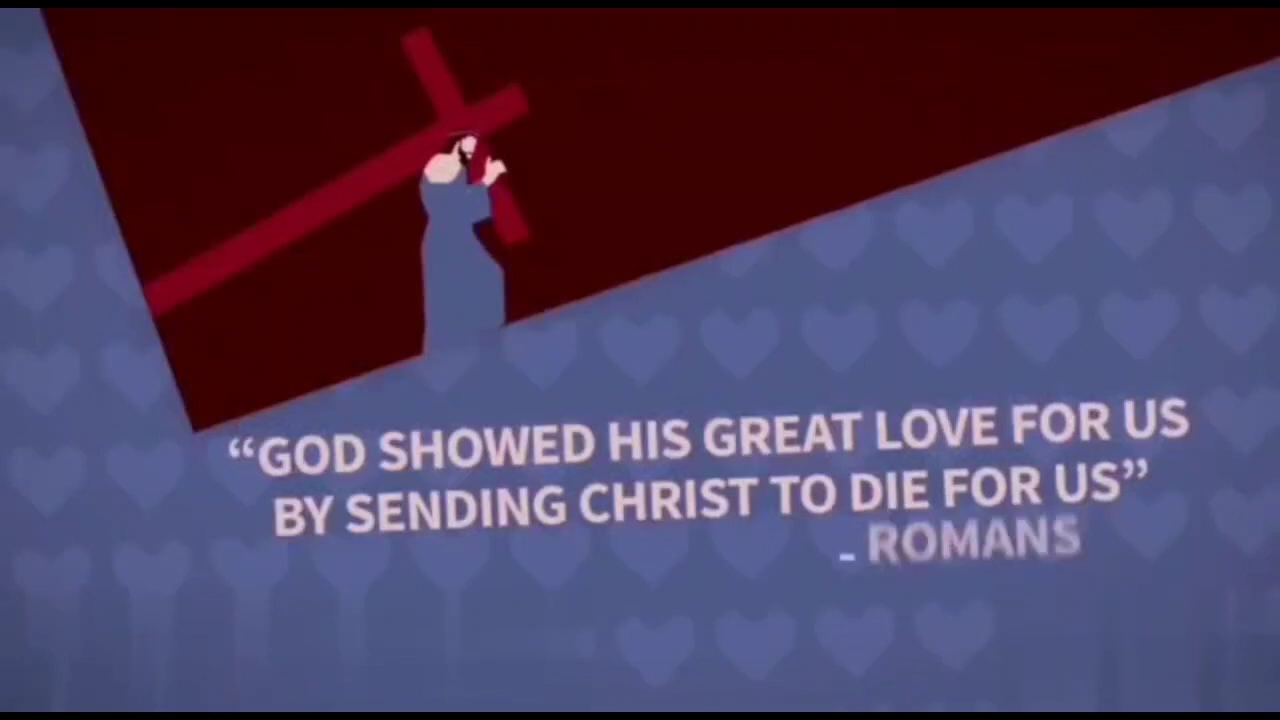 “GOD SHOWED HIS GREAT LOVE FOR US
BY SENDING CHRIST TO DIE FOR US”
- ROMANS